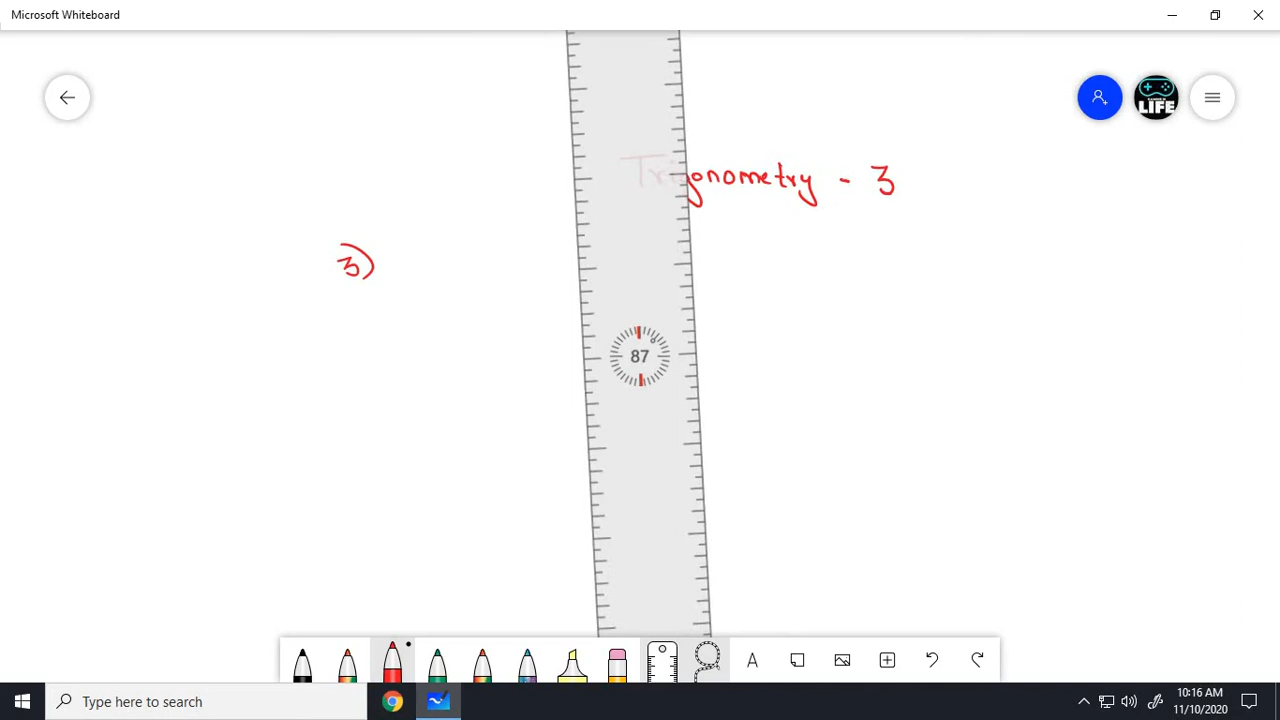 Microsoft Whiteboard
LIFE
Trigonometry - 3
3)
87°
A
Type here to search
10:16 AM
11/10/2020